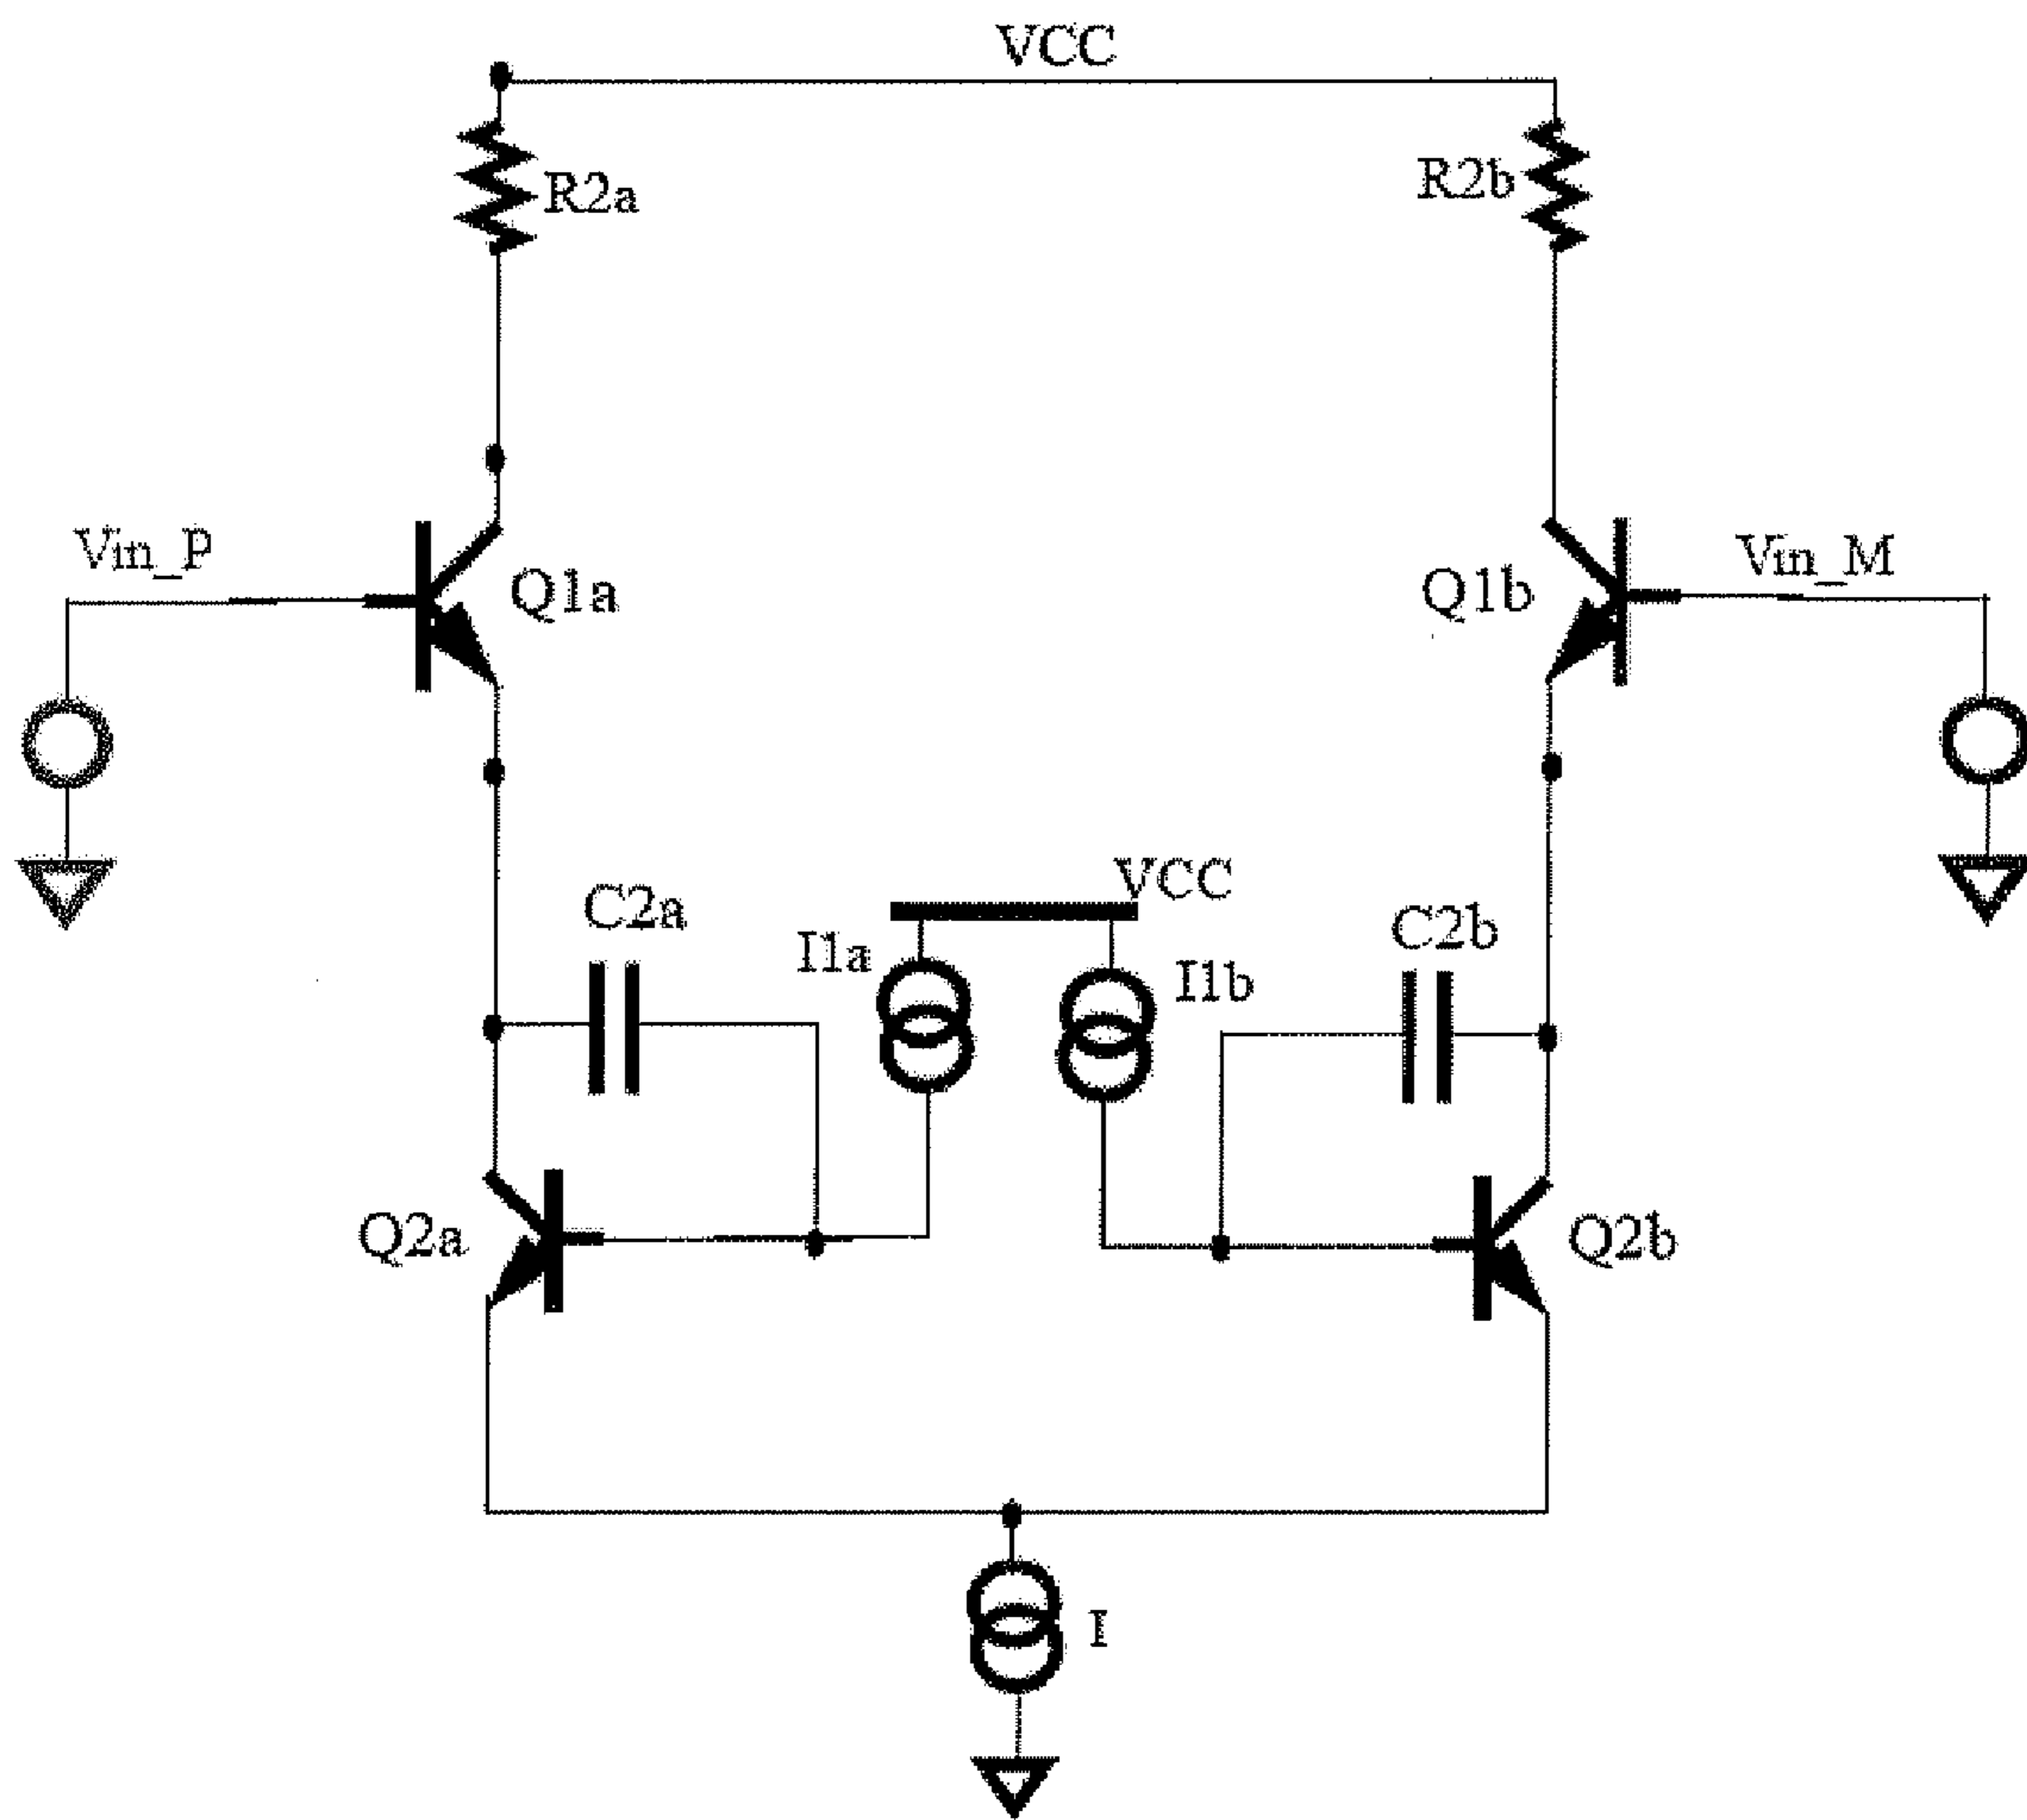 VCC
R2a
R2b
Vin_P
Q1a
Q1b
Vin_M
VCC
C2a
C2b
I1a
I1b
Q2a
Q2b
I